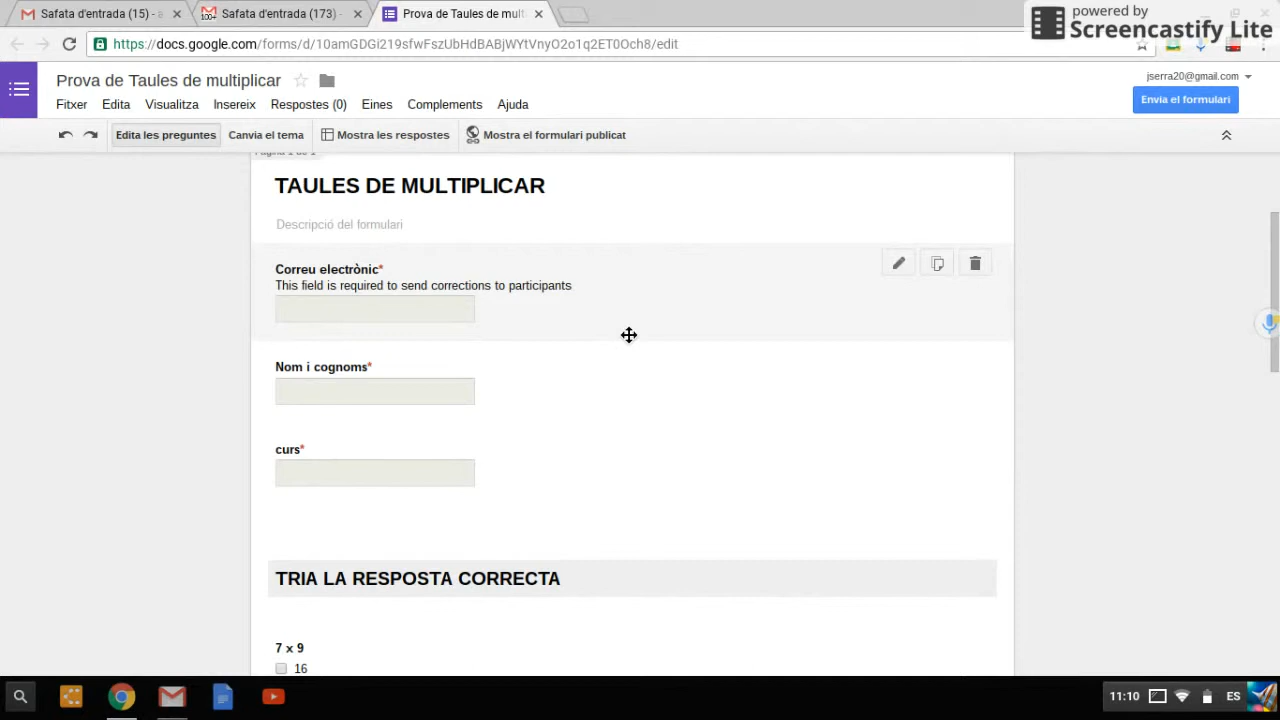 Safata d'entrada (15) -
Safata d'entrada (173)
Prova de Taules de mult
powered by
Screencastify Lite
https://docs.google.com/forms/d/10amGDGi219sfwFszUbHdBABjWYtVnyO2o1q2ET0Och8/edit
Prova de Taules de multiplicar
jserra20@gmail.com
Fitxer Edita Visualitza Insereix Respostes (0) Eines Complements Ajuda
Envia el formulari
Edita les preguntes Canvia el tema Mostra les respostes Mostra el formulari publicat
TAULES DE MULTIPLICAR
Descripció del formulari
Correu electrònic*
This field is required to send corrections to participants
Nom i cognoms*
curs*
TRIA LA RESPOSTA CORRECTA
7 x 9
16
11:10 ES